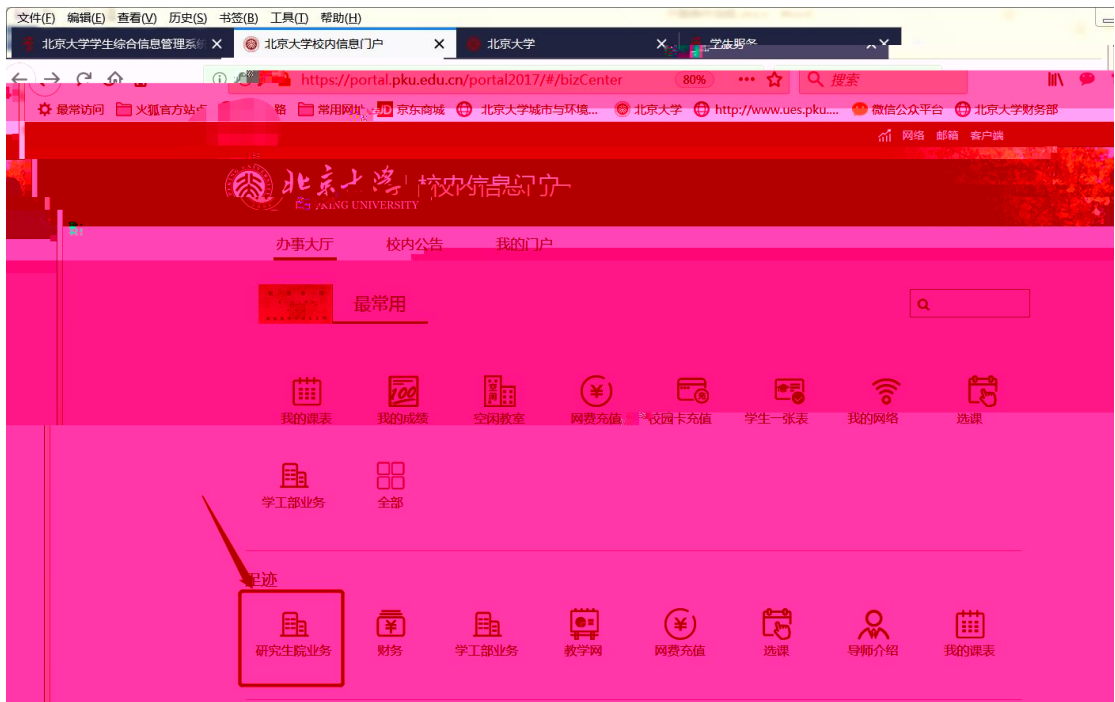 文件(F) 编辑(E) 查看(V) 历史(S) 书签(B) 工具(T) 帮助(H)
北京大学学生综合信息管理系统 北京大学校内信息门户 北京大学
https://portal.pku.edu.cn/portal2017/#/bizCenter 80% 搜索
最常访问 火狐官方站点 常用网址 京东商城 北京大学城市与环境... 北京大学 http://www.ues.pku.... 微信公众平台 北京大学财务部
网络 邮箱 客户端
北京大学 校内信息门户
PEKING UNIVERSITY
办事大厅 校内公告 我的门户
最常用
我的课表 我的成绩 空闲教室 网费充值 校园卡充值 学生一张表 我的网络 选课
学工部业务 全部
足迹
研究生院业务 财务 学工部业务 教学网 网费充值 选课 导师介绍 我的课表